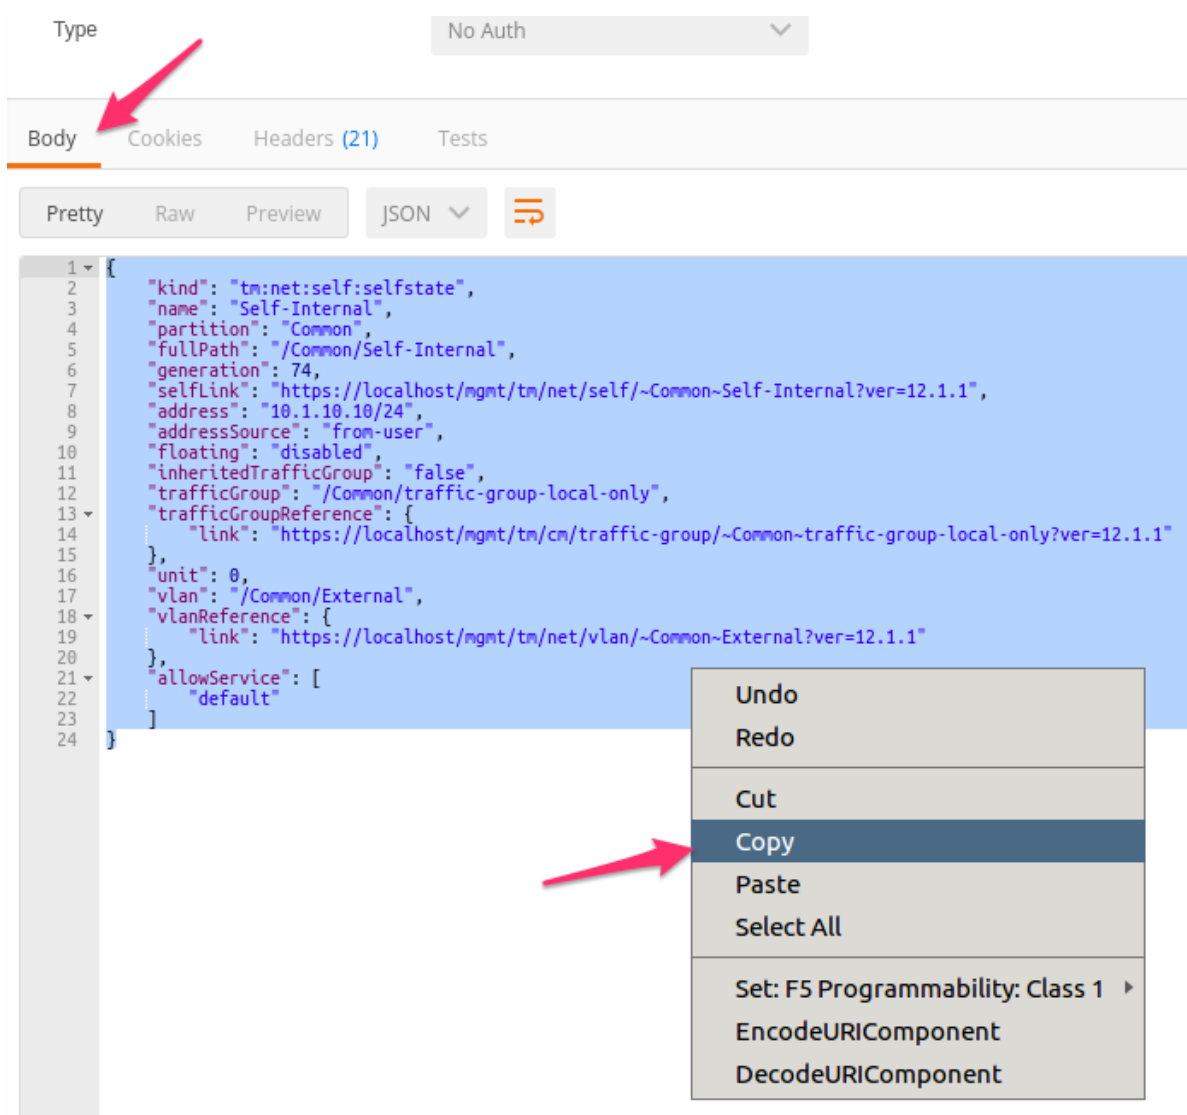 Type No Auth
Body Cookies Headers (21) Tests
Pretty Raw Preview JSON
1 {
2 "kind": "tm:net:self:selfstate",
3 "name": "Self-Internal",
4 "partition": "Common",
5 "fullPath": "/Common/Self-Internal",
6 "generation": 74,
7 "selfLink": "https://localhost/mgmt/tm/net/self/~Common~Self-Internal?ver=12.1.1",
8 "address": "10.1.10.10/24",
9 "addressSource": "from-user",
10 "floating": "disabled",
11 "inheritedTrafficGroup": "false",
12 "trafficGroup": "/Common/traffic-group-local-only",
13 "trafficGroupReference": {
14 "link": "https://localhost/mgmt/tm/cm/traffic-group/~Common~traffic-group-local-only?ver=12.1.1"
15 },
16 "unit": 0,
17 "vlan": "/Common/External",
18 "vlanReference": {
19 "link": "https://localhost/mgmt/tm/net/vlan/~Common~External?ver=12.1.1"
20 },
21 "allowService": [
22 "default"
23 ]
24 }
Undo
Redo
Cut
Copy
Paste
Select All
Set: F5 Programmability: Class 1
EncodeURIComponent
DecodeURIComponent